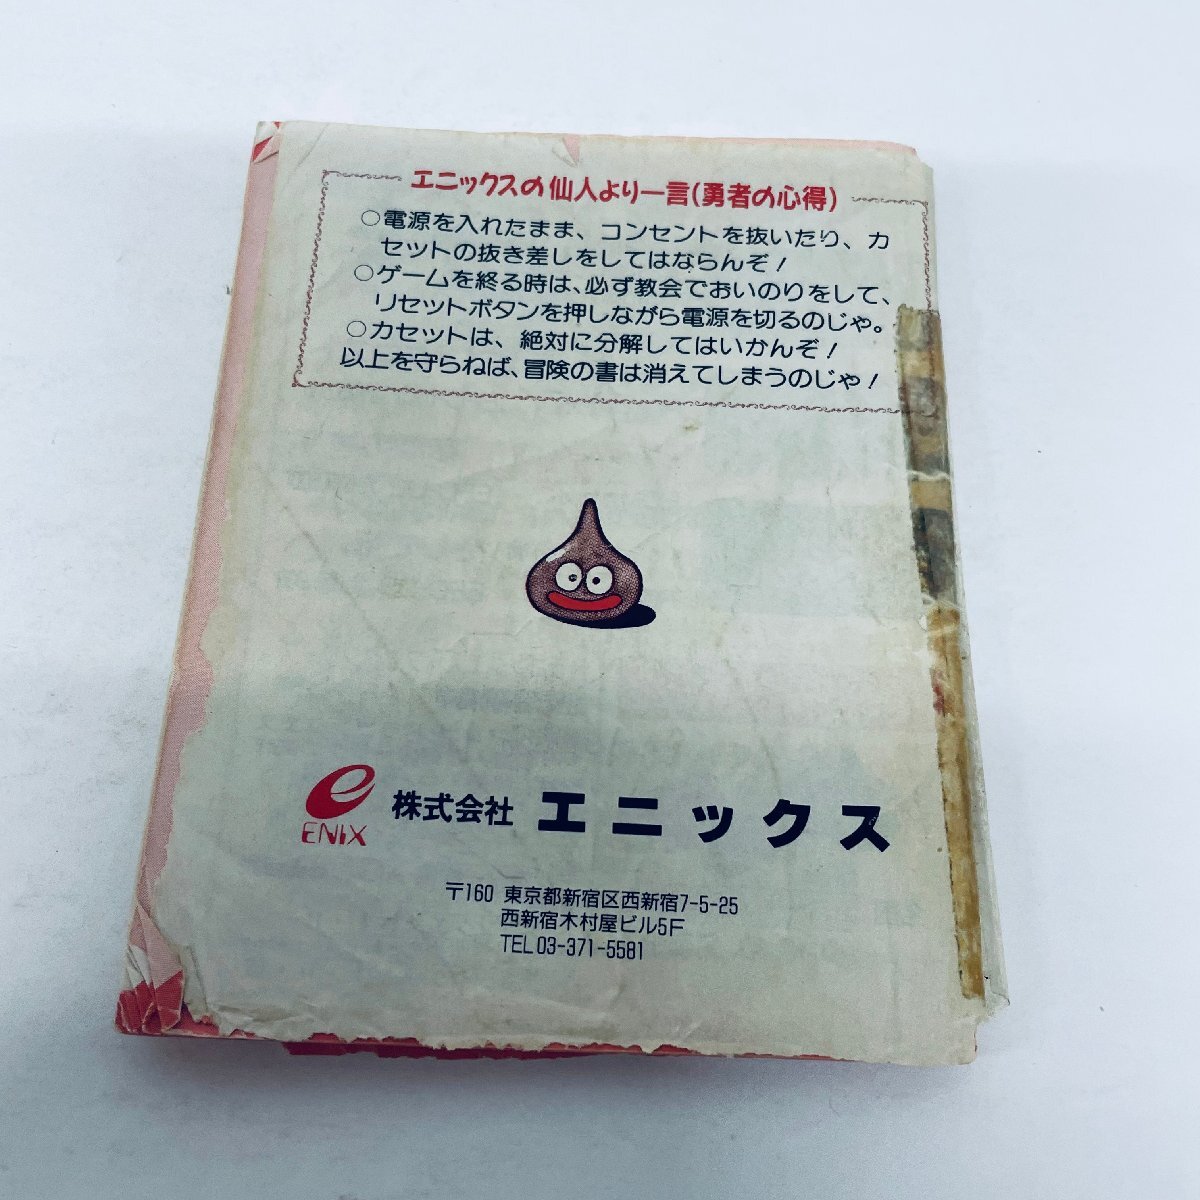 エニックスの仙人より一言(勇者の心得)
○電源を入れたまま、コンセントを抜いたり、カ
セットの抜き差しをしてはならんぞ！
○ゲームを終る時は、必ず教会でおいのりをして、
リセットボタンを押しながら電源を切るのじゃ。
○カセットは、絶対に分解してはいかんぞ！
以上を守らねば、冒険の書は消えてしまうのじゃ！
ENIX
株式会社 エニックス
〒160 東京都新宿区西新宿7-5-25
西新宿木村屋ビル5F
TEL 03-371-5581